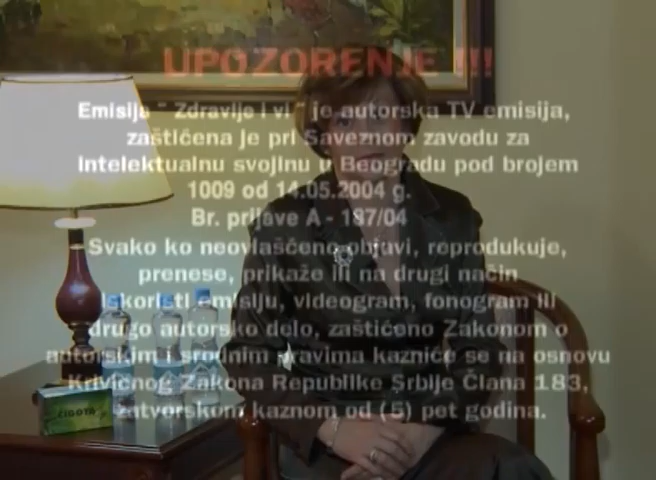 UPOZORENJE !!!
Emisija " Zdravlje i vi " je autorska TV emisija,
zaštićena je pri Saveznom zavodu za
intelektualnu svojinu u Beogradu pod brojem
1009 od 14.05.2004 g.
Br. prijave A - 187/04
Svako ko neovlašćeno objavi, reprodukuje,
prenese, prikaže ili na drugi način
iskoristi emisiju, videogram, fonogram ili
drugo autorsko delo, zaštićeno Zakonom o
autorskim i srodnim pravima kazniće se na osnovu
Krivičnog Zakona Republike Srbije Člana 183,
zatvorskom kaznom od (5) pet godina.
ČIGOTA